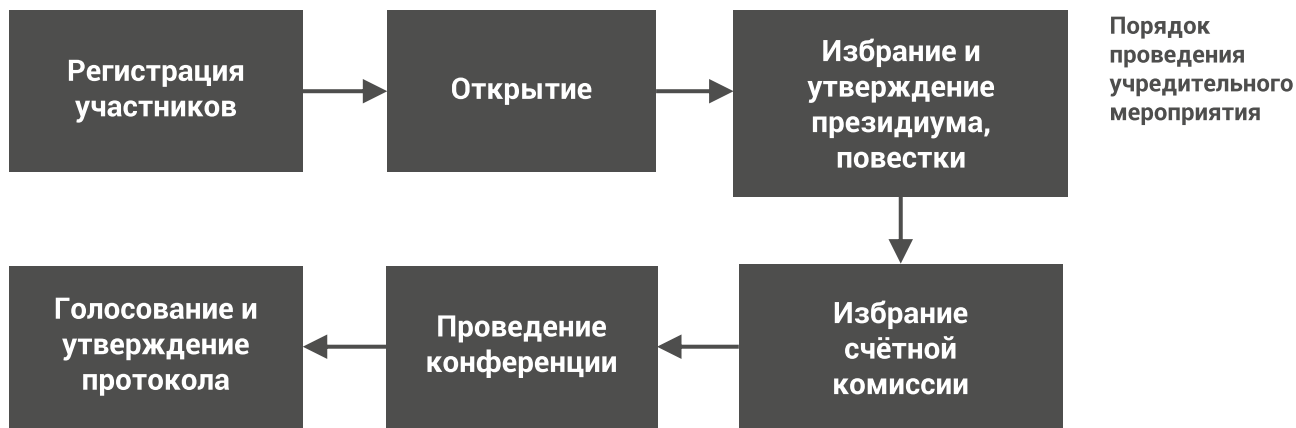 Регистрация
участников
Открытие
Избрание и
утверждение
президиума,
повестки
Порядок
проведения
учредительного
мероприятия
Избрание
счётной
комиссии
Проведение
конференции
Голосование и
утверждение
протокола